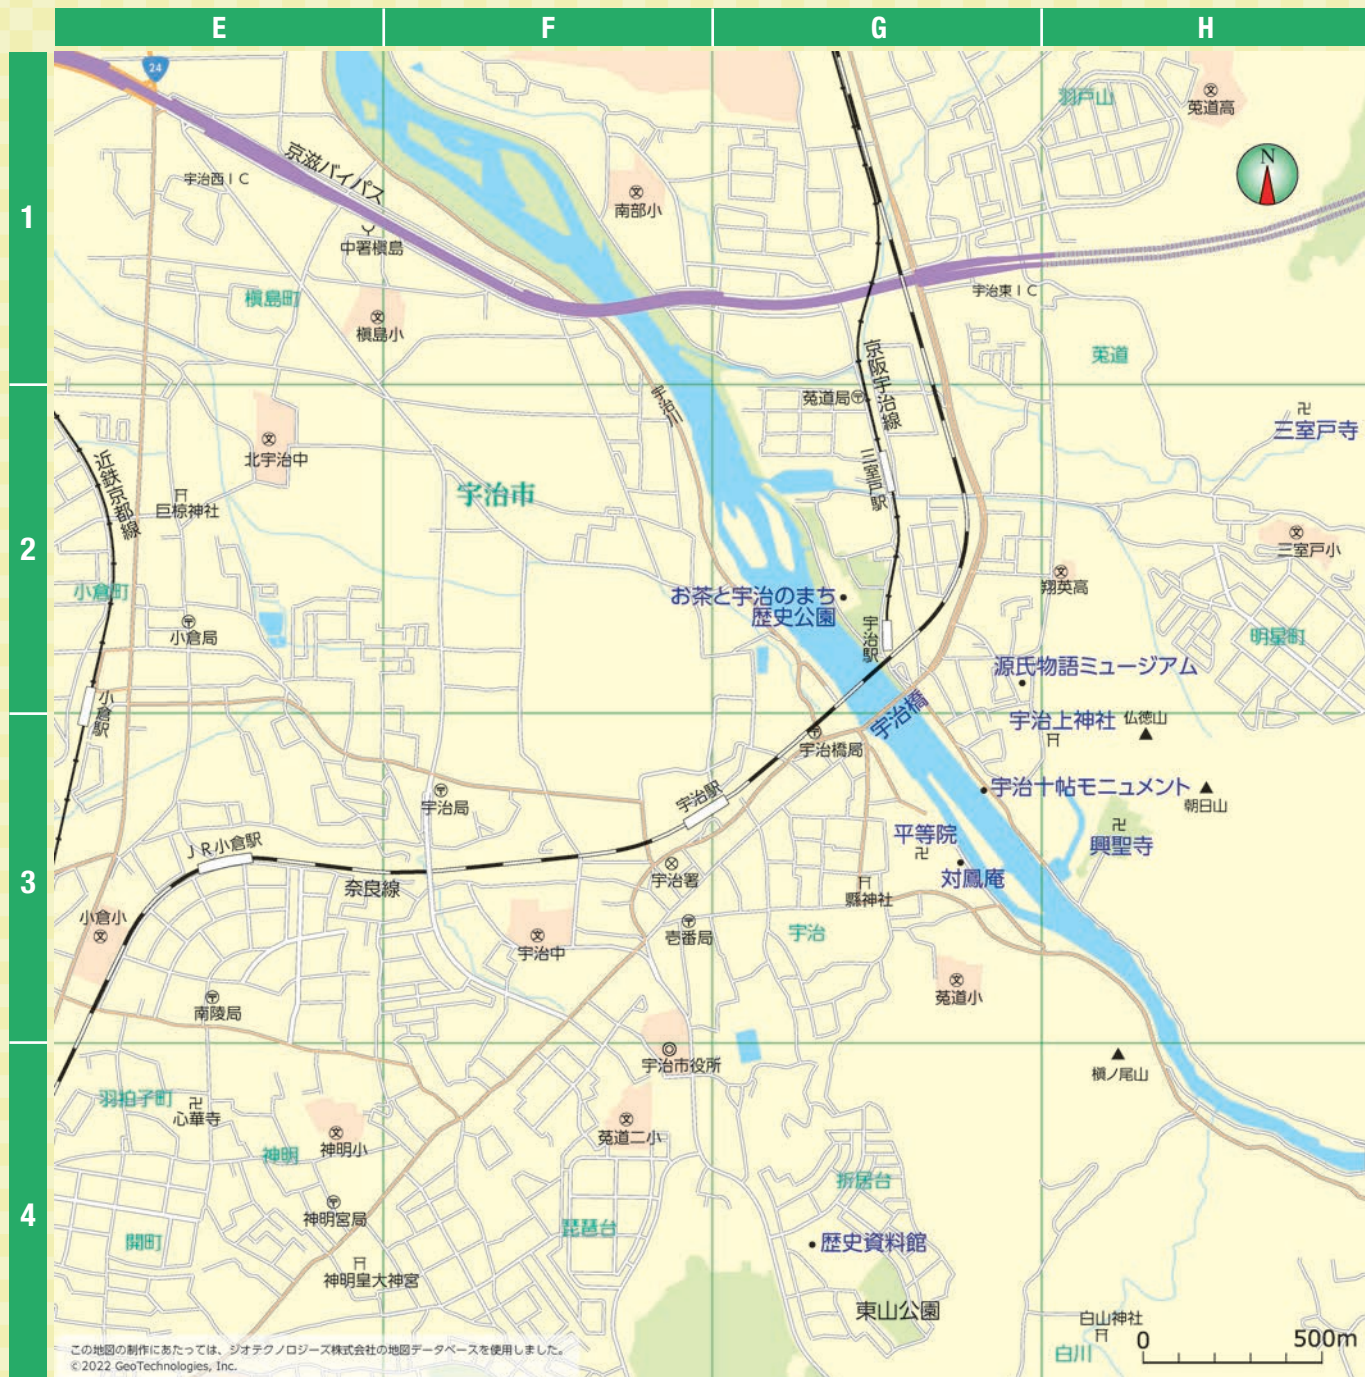 E
F
G
H
1
2
3
4
24
京滋バイパス
宇治西IC
中署槇島
槇島町
槇島小
南部小
羽戸山
菟道高
N
宇治東IC
菟道
京阪宇治線
菟道局
宇治川
卍
三室戸寺
近鉄京都線
北宇治中
巨椋神社
宇治市
三室戸駅
三室戸小
翔英高
小倉町
小倉局
お茶と宇治のまち
歴史公園
宇治駅
明星町
源氏物語ミュージアム
小倉駅
宇治橋
宇治上神社
仏徳山
宇治橋局
宇治局
宇治駅
宇治十帖モニュメント
朝日山
平等院
卍
卍
興聖寺
JR小倉駅
奈良線
宇治署
対鳳庵
縣神社
小倉小
宇治中
壱番局
宇治
南陵局
菟道小
宇治市役所
槇ノ尾山
羽拍子町
卍
心華寺
神明
神明小
菟道二小
折居台
神明宮局
開町
琵琶台
歴史資料館
神明皇大神宮
東山公園
白山神社
白川
0
500m
この地図の制作にあたっては、ジオテクノロジーズ株式会社の地図データベースを使用しました。
©2022 GeoTechnologies, Inc.